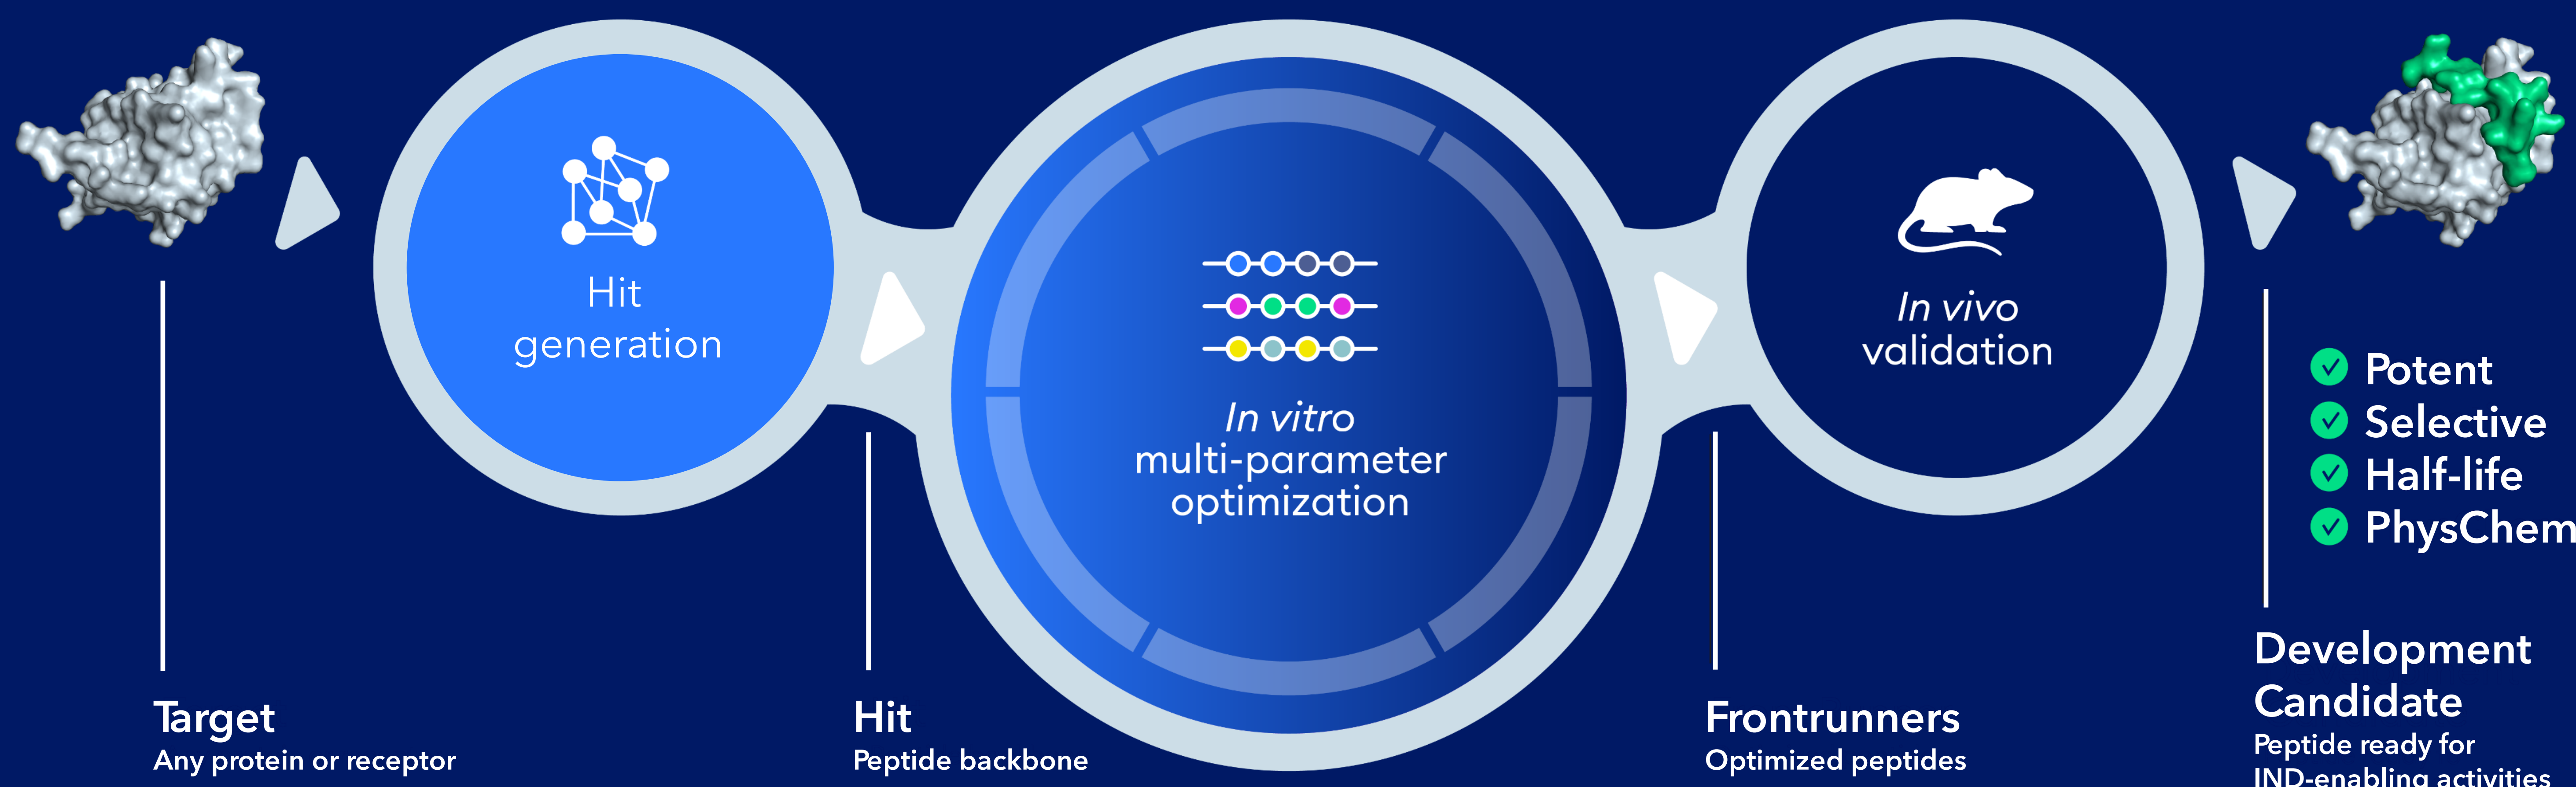 Hit
generation
In vitro
multi-parameter
optimization
In vivo
validation
Potent
Selective
Half-life
PhysChem
Target
Any protein or receptor
Hit
Peptide backbone
Frontrunners
Optimized peptides
Development
Candidate
Peptide ready for
IND-enabling activities